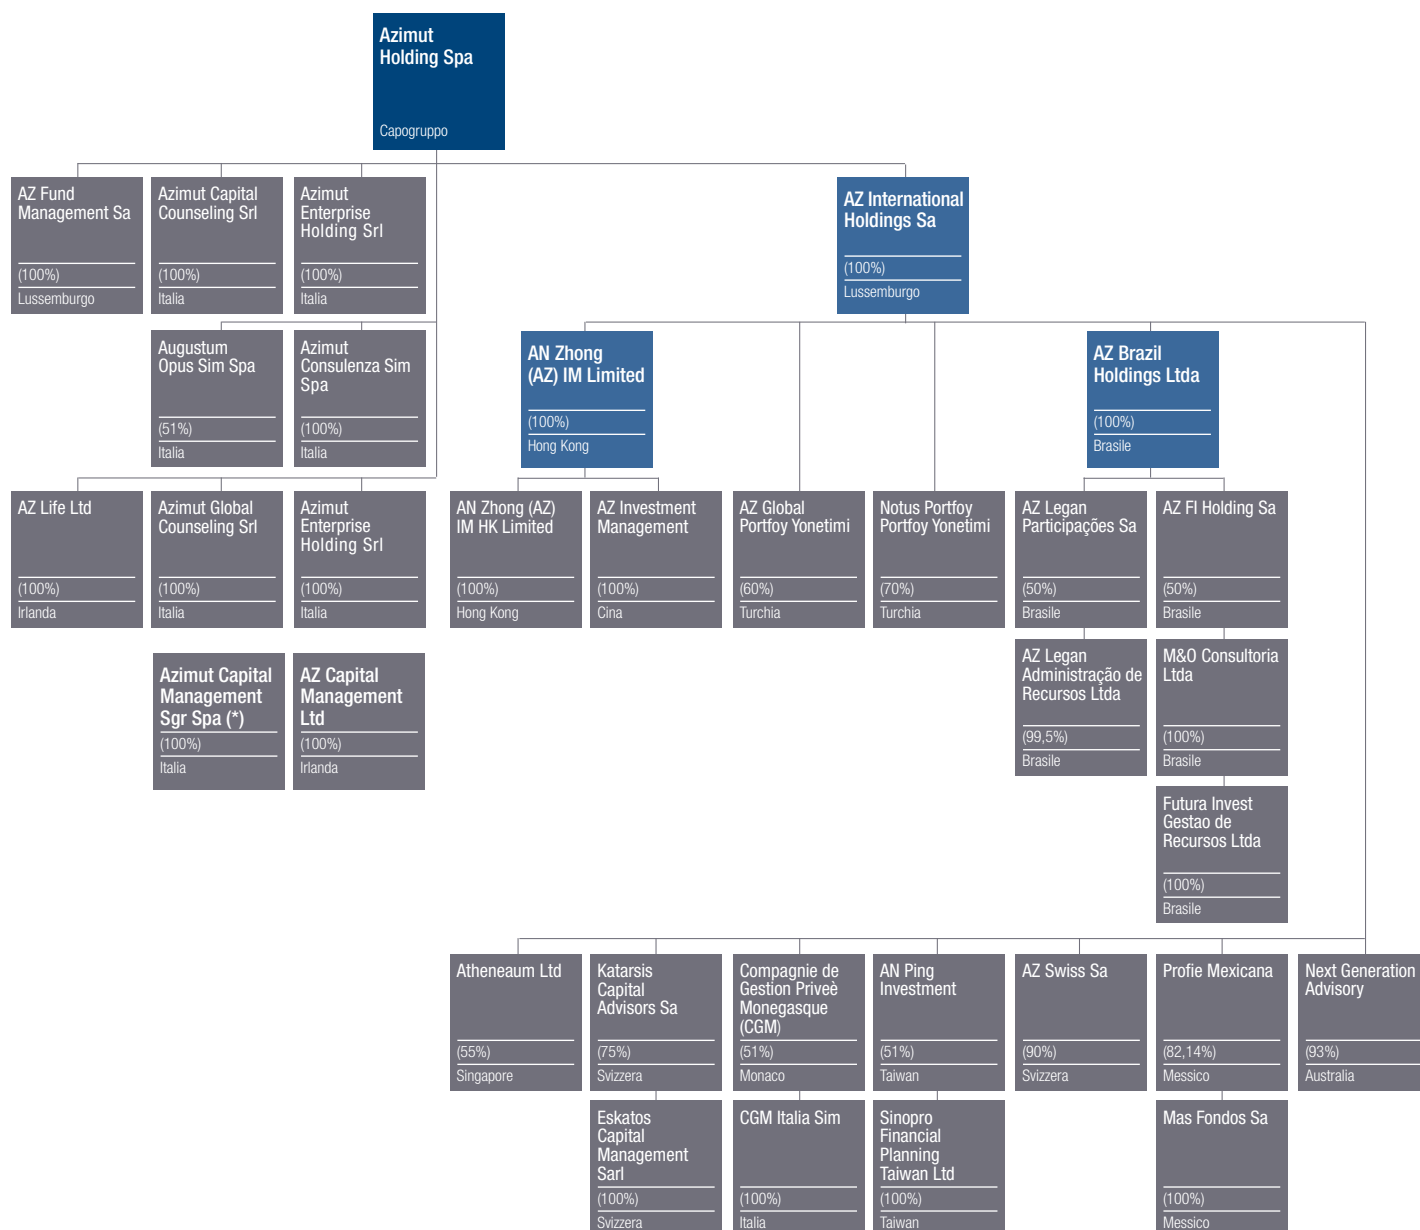 Azimut
Holding Spa
Capogruppo
AZ Fund
Management Sa
(100%)
Lussemburgo
Azimut Capital
Counseling Srl
(100%)
Italia
Azimut
Enterprise
Holding Srl
(100%)
Italia
AZ International
Holdings Sa
(100%)
Lussemburgo
Augustum
Opus Sim Spa
(51%)
Italia
Azimut
Consulenza Sim
Spa
(100%)
Italia
AN Zhong
(AZ) IM Limited
(100%)
Hong Kong
AZ Brazil
Holdings Ltda
(100%)
Brasile
AZ Life Ltd
(100%)
Irlanda
Azimut Global
Counseling Srl
(100%)
Italia
Azimut
Enterprise
Holding Srl
(100%)
Italia
AN Zhong (AZ)
IM HK Limited
(100%)
Hong Kong
AZ Investment
Management
(100%)
Cina
AZ Global
Portfoy Yonetimi
(60%)
Turchia
Notus Portfoy
Portfoy Yonetimi
(70%)
Turchia
AZ Legan
Participações Sa
(50%)
Brasile
AZ FI Holding Sa
(50%)
Brasile
Azimut Capital
Management
Sgr Spa (*)
(100%)
Italia
AZ Capital
Management
Ltd
(100%)
Irlanda
AZ Legan
Administração de
Recursos Ltda
(99,5%)
Brasile
M&O Consultoria
Ltda
(100%)
Brasile
Futura Invest
Gestao de
Recursos Ltda
(100%)
Brasile
Atheneaum Ltd
(55%)
Singapore
Katarsis
Capital
Advisors Sa
(75%)
Svizzera
Compagnie de
Gestion Priveè
Monegasque
(CGM)
(51%)
Monaco
AN Ping
Investment
(51%)
Taiwan
AZ Swiss Sa
(90%)
Svizzera
Profie Mexicana
(82,14%)
Messico
Next Generation
Advisory
(93%)
Australia
Eskatos
Capital
Management
Sarl
(100%)
Svizzera
CGM Italia Sim
(100%)
Italia
Sinopro
Financial
Planning
Taiwan Ltd
(100%)
Taiwan
Mas Fondos Sa
(100%)
Messico